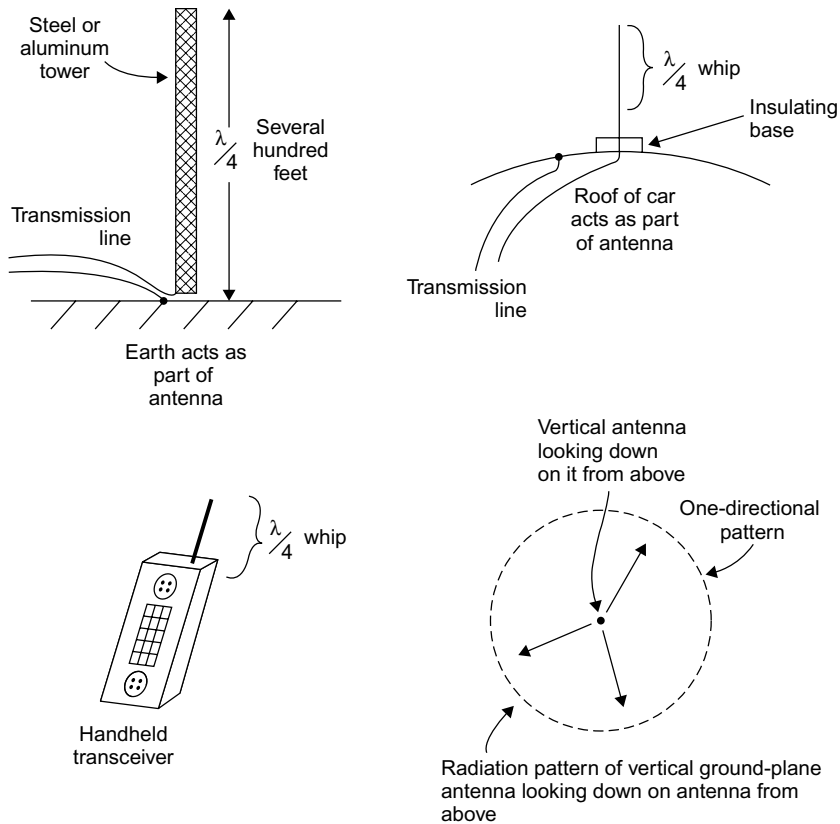 Steel or
aluminum
tower
λ/4
Several
hundred
feet
Transmission
line
Earth acts as
part of
antenna
λ/4 whip
Insulating
base
Roof of car
acts as part
of antenna
Transmission
line
λ/4 whip
Handheld
transceiver
Vertical antenna
looking down
on it from above
One-directional
pattern
Radiation pattern of vertical ground-plane
antenna looking down on antenna from
above